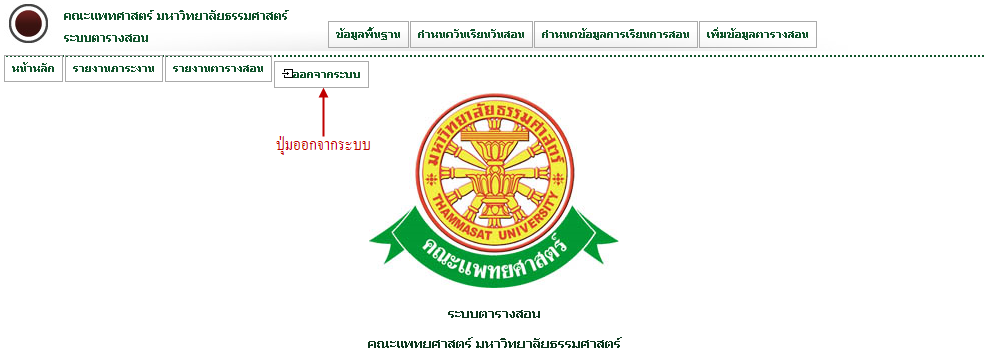 คณะแพทศาสตร์ มหาวิทยาลัยธรรมศาสตร์
ระบบตารางสอน
ข้อมูลพื้นฐาน กำหนดวันเรียนวันสอน กำหนดข้อมูลการเรียนการสอน เพิ่มข้อมูลตารางสอน
หน้าหลัก รายงานภาระงาน รายงานตารางสอน ออกจากระบบ
ปุ่มออกจากระบบ
มหาวิทยาลัยธรรมศาสตร์
THAMMASAT UNIVERSITY
คณะแพทยศาสตร์
ระบบตารางสอน
คณะแพทยศาสตร์ มหาวิทยาลัยธรรมศาสตร์